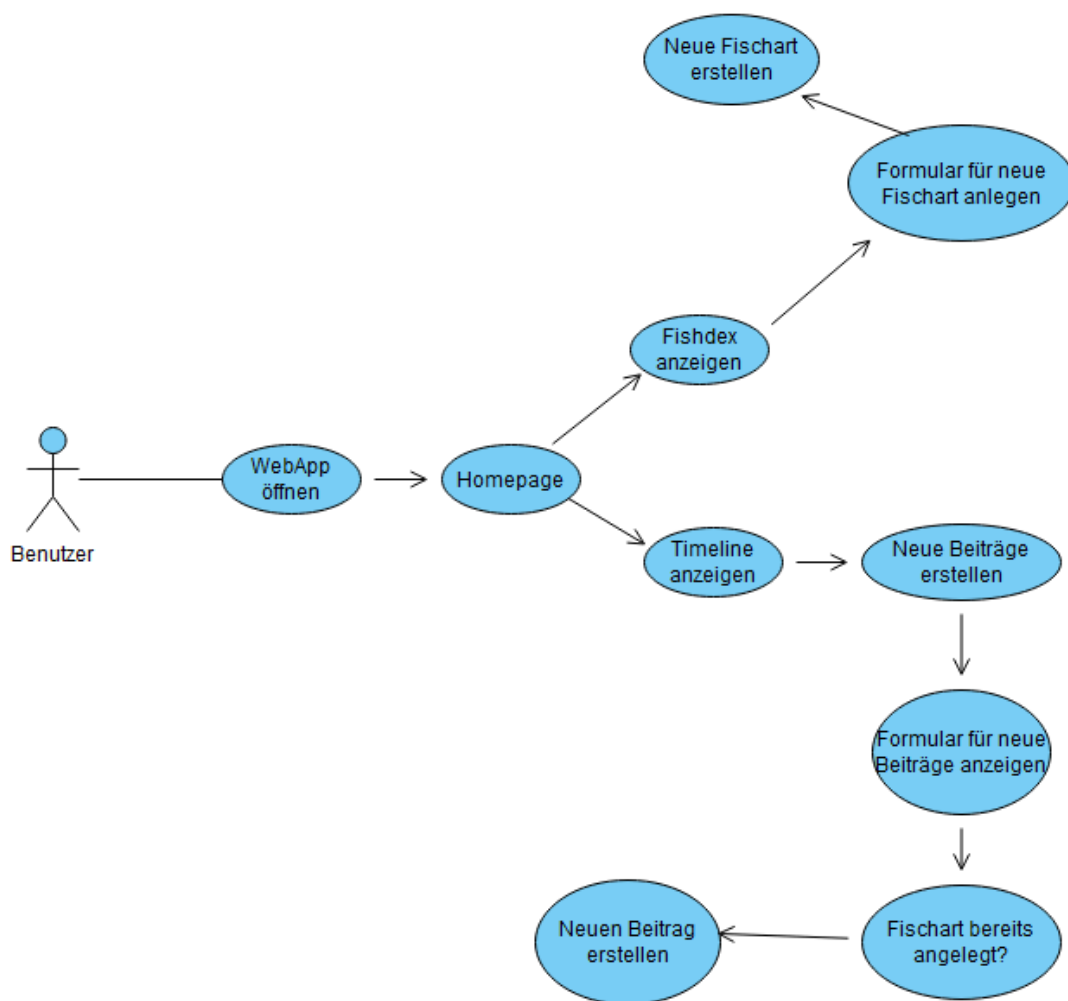 Neue Fischart
erstellen
Formular für neue
Fischart anlegen
Fishdex
anzeigen
WebApp
öffnen
Homepage
Benutzer
Timeline
anzeigen
Neue Beiträge
erstellen
Formular für neue
Beiträge anzeigen
Fischart bereits
angelegt?
Neuen Beitrag
erstellen